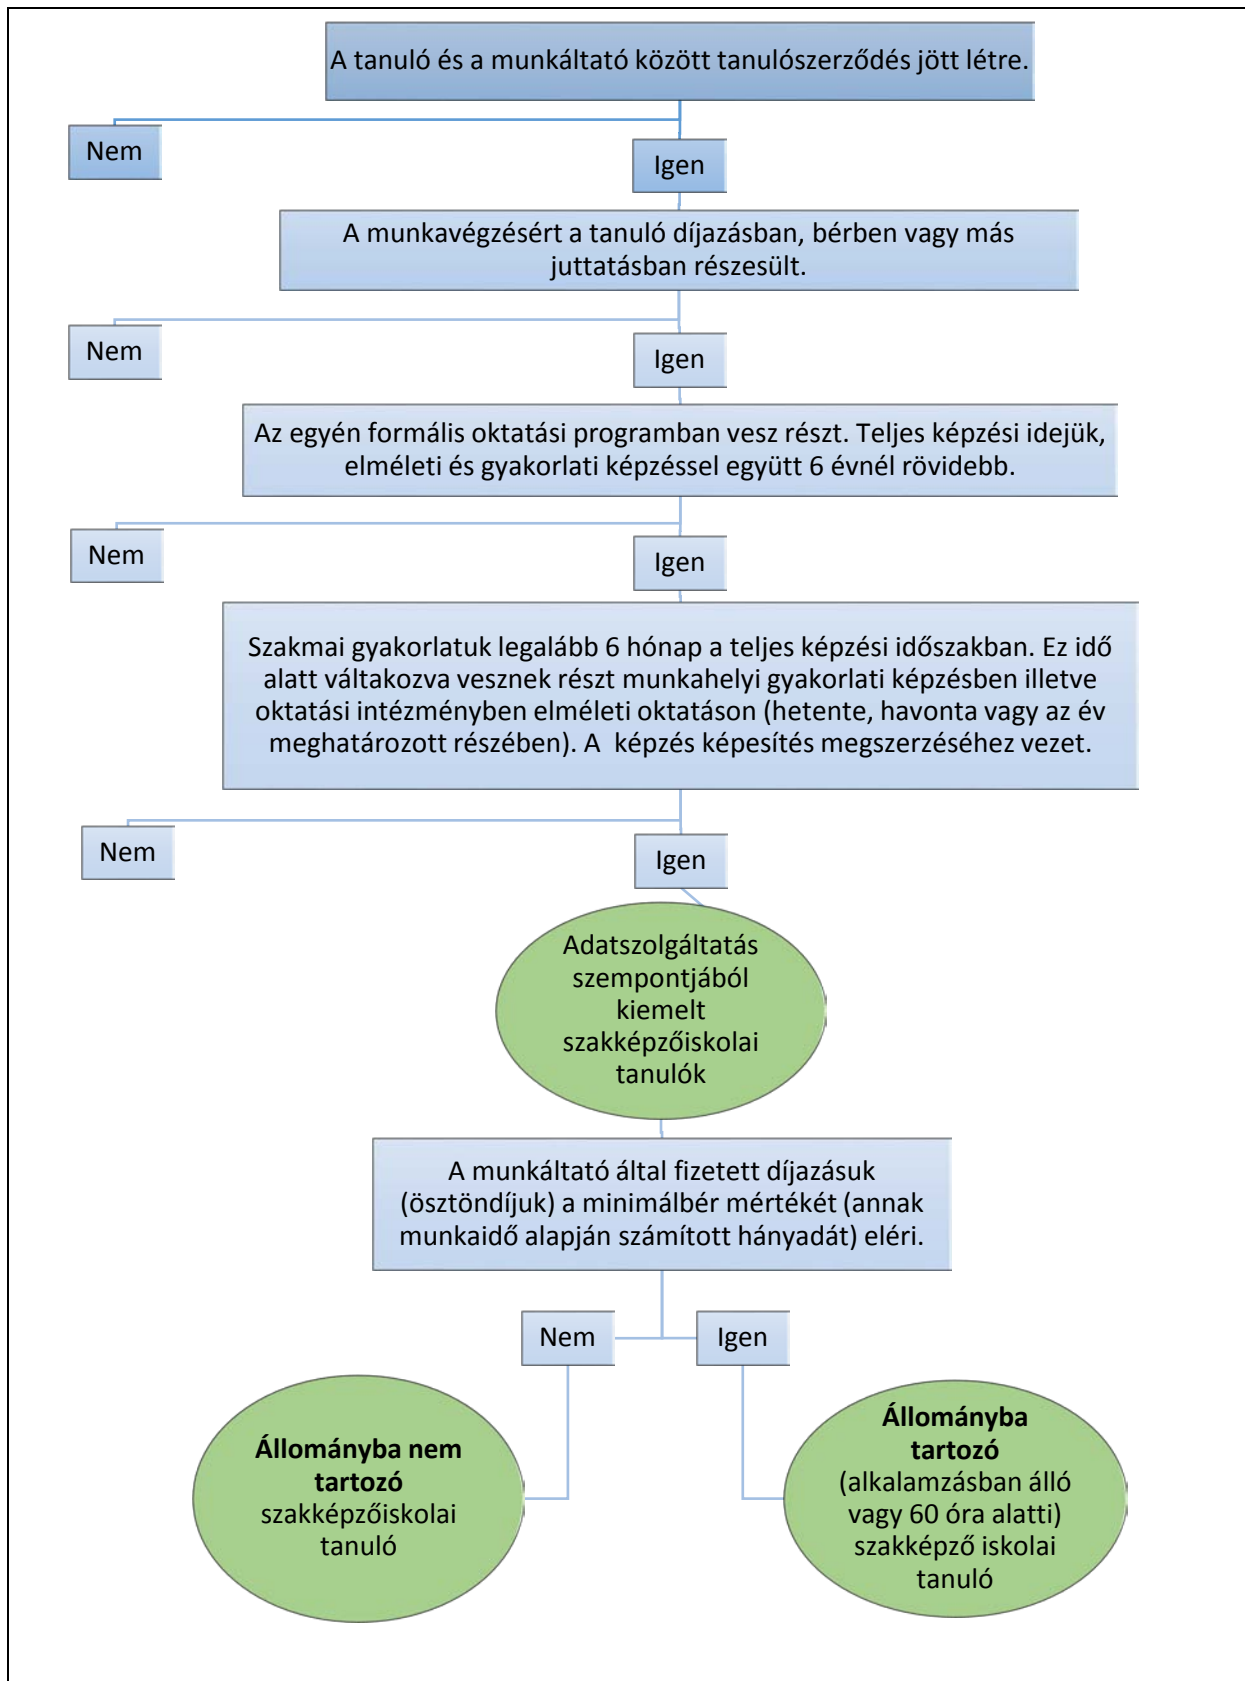 A tanuló és a munkáltató között tanulószerződés jött létre.
Nem
Igen
A munkavégzésért a tanuló díjazásban, bérben vagy más
juttatásban részesült.
Nem
Igen
Az egyén formális oktatási programban vesz részt. Teljes képzési idejük,
elméleti és gyakorlati képzéssel együtt 6 évnél rövidebb.
Nem
Igen
Szakmai gyakorlatuk legalább 6 hónap a teljes képzési időszakban. Ez idő
alatt váltakozva vesznek részt munkahelyi gyakorlati képzésben illetve
oktatási intézményben elméleti oktatáson (hetente, havonta vagy az év
meghatározott részében). A  képzés képesítés megszerzéséhez vezet.
Nem
Igen
Adatszolgáltatás
szempontjából
kiemelt
szakképzőiskolai
tanulók
A munkáltató által fizetett díjazásuk
(ösztöndíjuk) a minimálbér mértékét (annak
munkaidő alapján számított hányadát) eléri.
Nem
Igen
Állományba nem
tartozó
szakképzőiskolai
tanuló
Állományba
tartozó
(alkalamzásban álló
vagy 60 óra alatti)
szakképző iskolai
tanuló